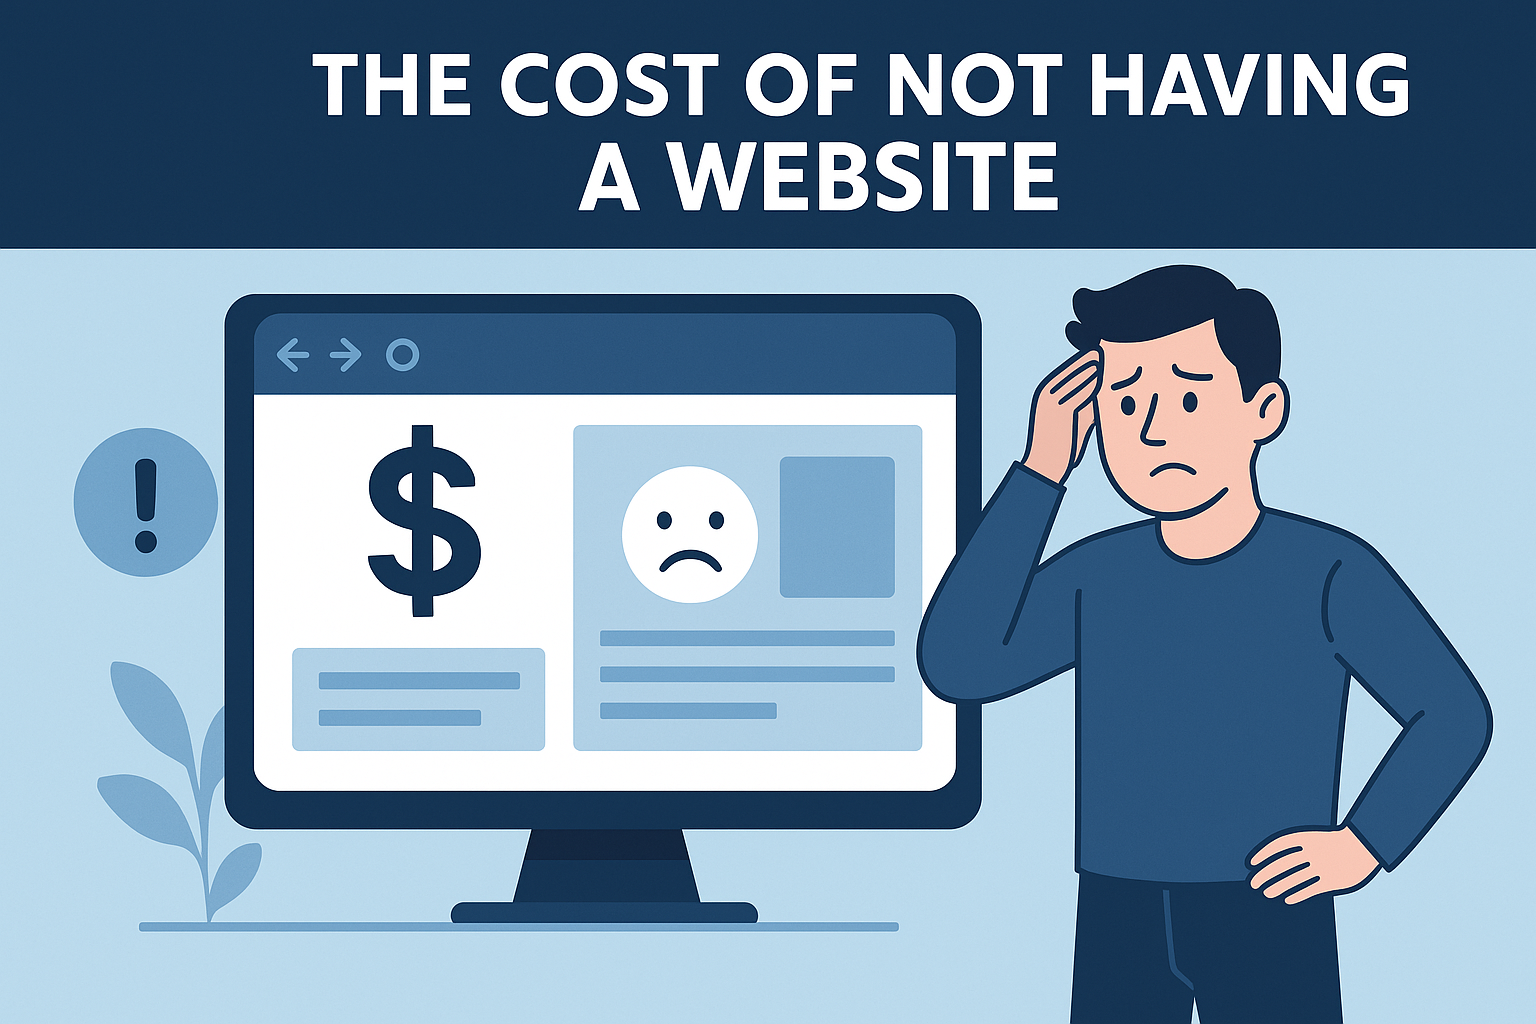 THE COST OF NOT HAVING
A WEBSITE
!
$